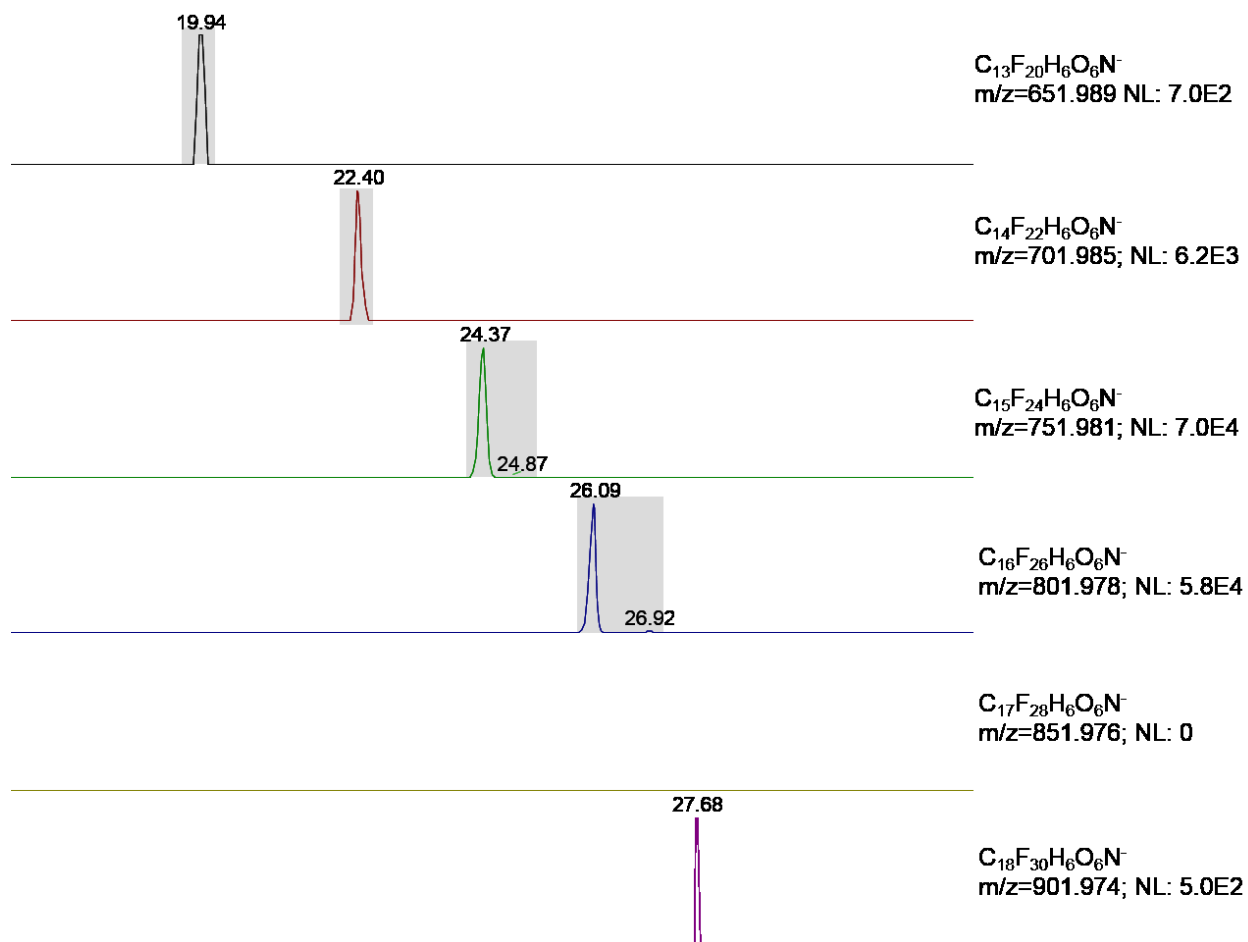 19.94
C₁₃F₂₀H₆O₆N⁻
m/z=651.989 NL: 7.0E2
22.40
C₁₄F₂₂H₆O₆N⁻
m/z=701.985; NL: 6.2E3
24.37
24.87
C₁₅F₂₄H₆O₆N⁻
m/z=751.981; NL: 7.0E4
26.09
26.92
C₁₆F₂₆H₆O₆N⁻
m/z=801.978; NL: 5.8E4
C₁₇F₂₈H₆O₆N⁻
m/z=851.976; NL: 0
27.68
C₁₈F₃₀H₆O₆N⁻
m/z=901.974; NL: 5.0E2